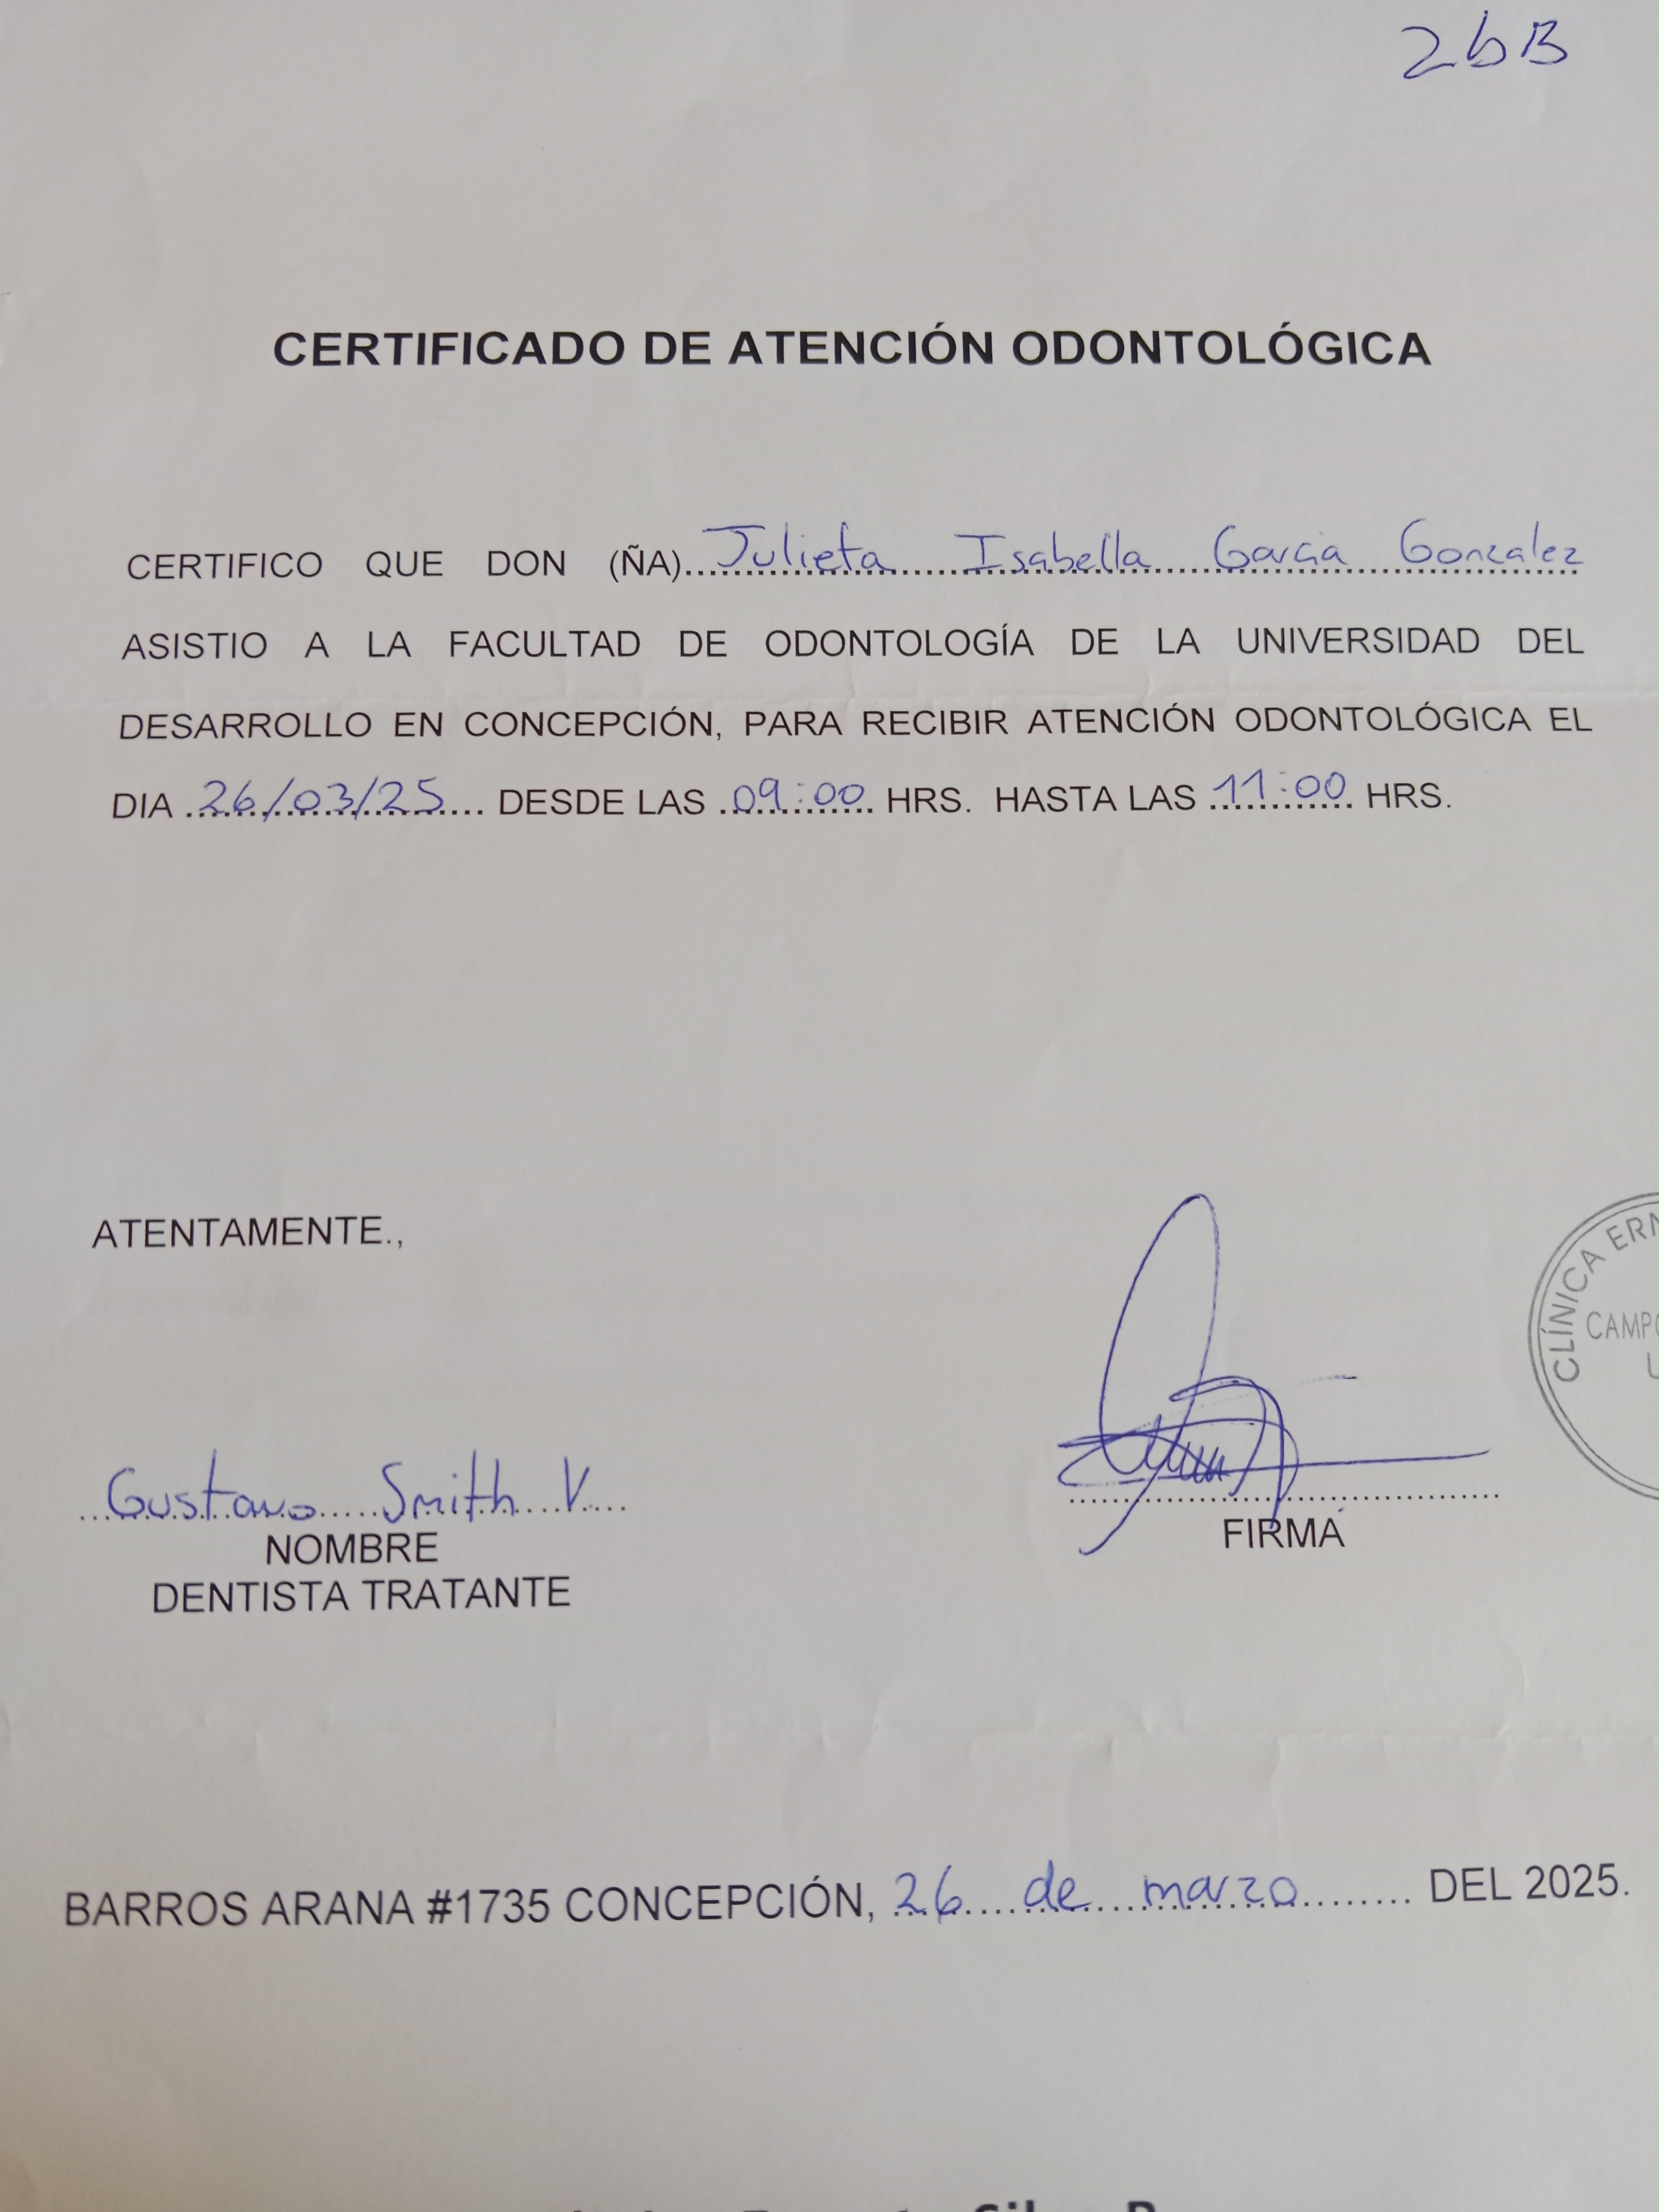 2bB
CERTIFICADO DE ATENCIÓN ODONTOLÓGICA
CERTIFICO QUE DON (ÑA)...Julieta Isabella Garcia Gonzalez
ASISTIO A LA FACULTAD DE ODONTOLOGÍA DE LA UNIVERSIDAD DEL
DESARROLLO EN CONCEPCIÓN, PARA RECIBIR ATENCIÓN ODONTOLÓGICA EL
DIA 26/03/25 DESDE LAS 09:00 HRS. HASTA LAS 11:00 HRS.
ATENTAMENTE.,
CLÍNICA
Gustavo Smith V.
NOMBRE
DENTISTA TRATANTE
FIRMA
BARROS ARANA #1735 CONCEPCIÓN, 26 de marzo DEL 2025.